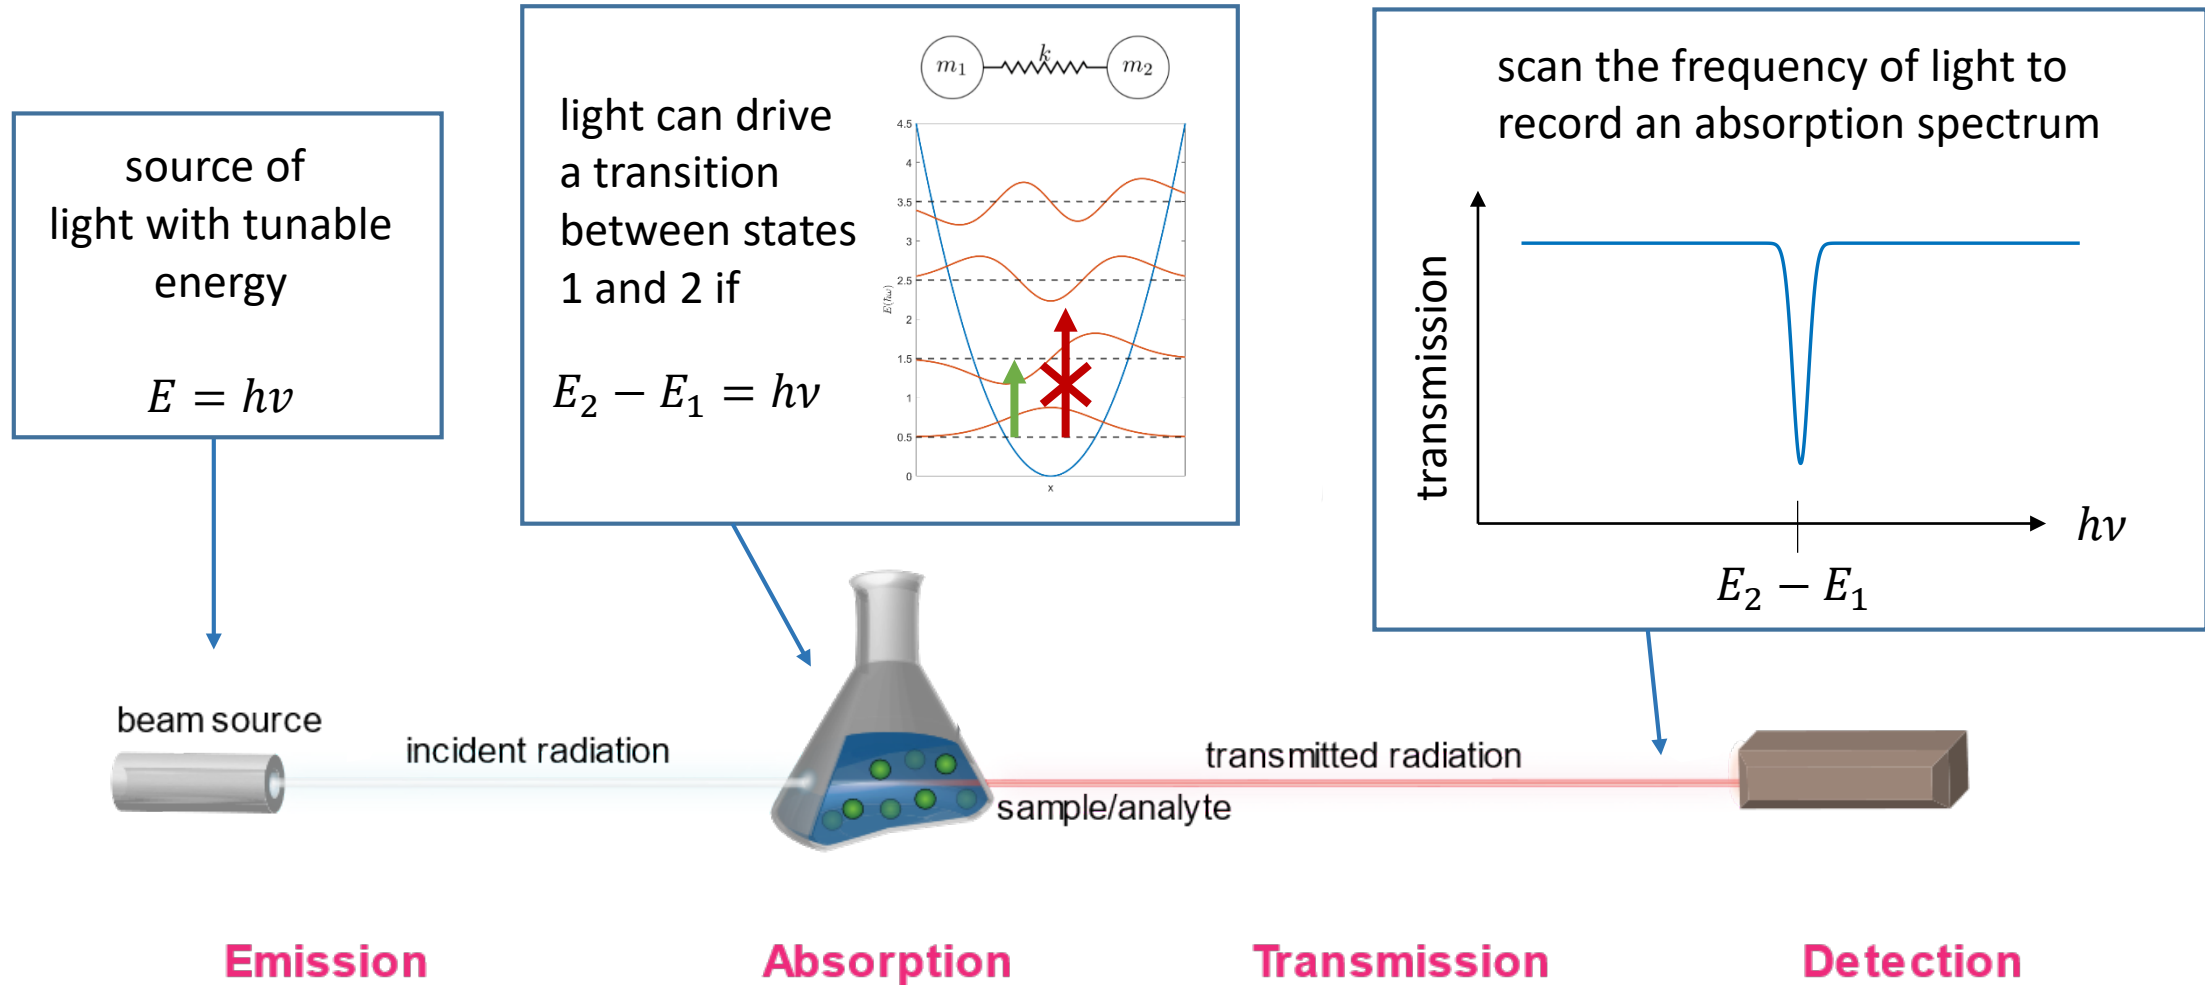 source of
light with tunable
energy
E = hν
light can drive
a transition
between states
1 and 2 if
E₂ − E₁ = hν
m₁
k
m₂
4.5
4
3.5
3
2.5
2
1.5
1
0.5
0
E(ħω)
x
scan the frequency of light to
record an absorption spectrum
transmission
hν
E₂ − E₁
beam source
incident radiation
transmitted radiation
sample/analyte
Emission
Absorption
Transmission
Detection